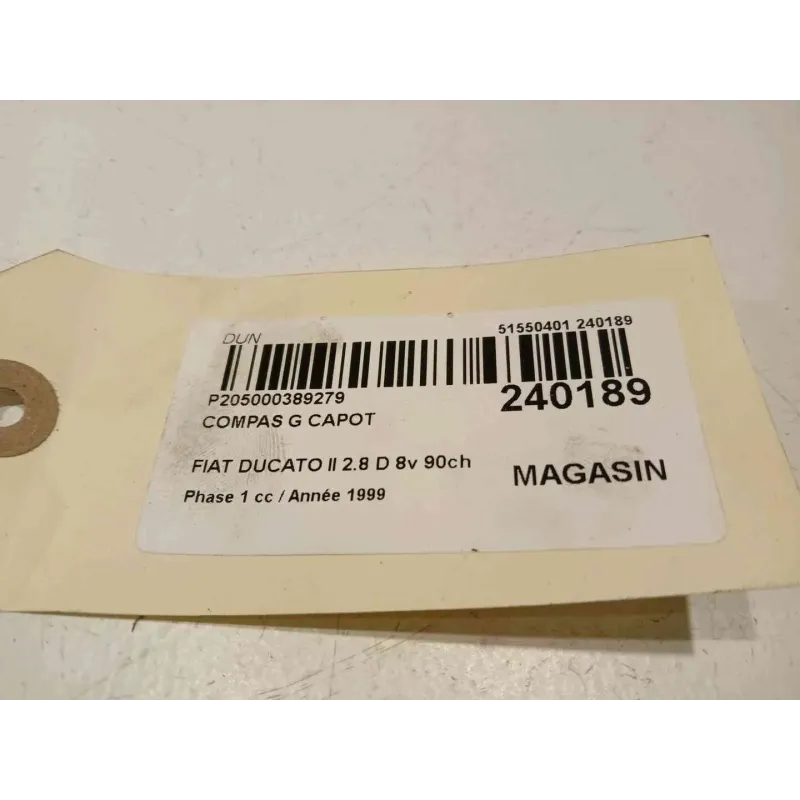 DUN
51550401 240189
P205000389279
240189
COMPAS G CAPOT
FIAT DUCATO II 2.8 D 8v 90ch
MAGASIN
Phase 1 cc / Année 1999